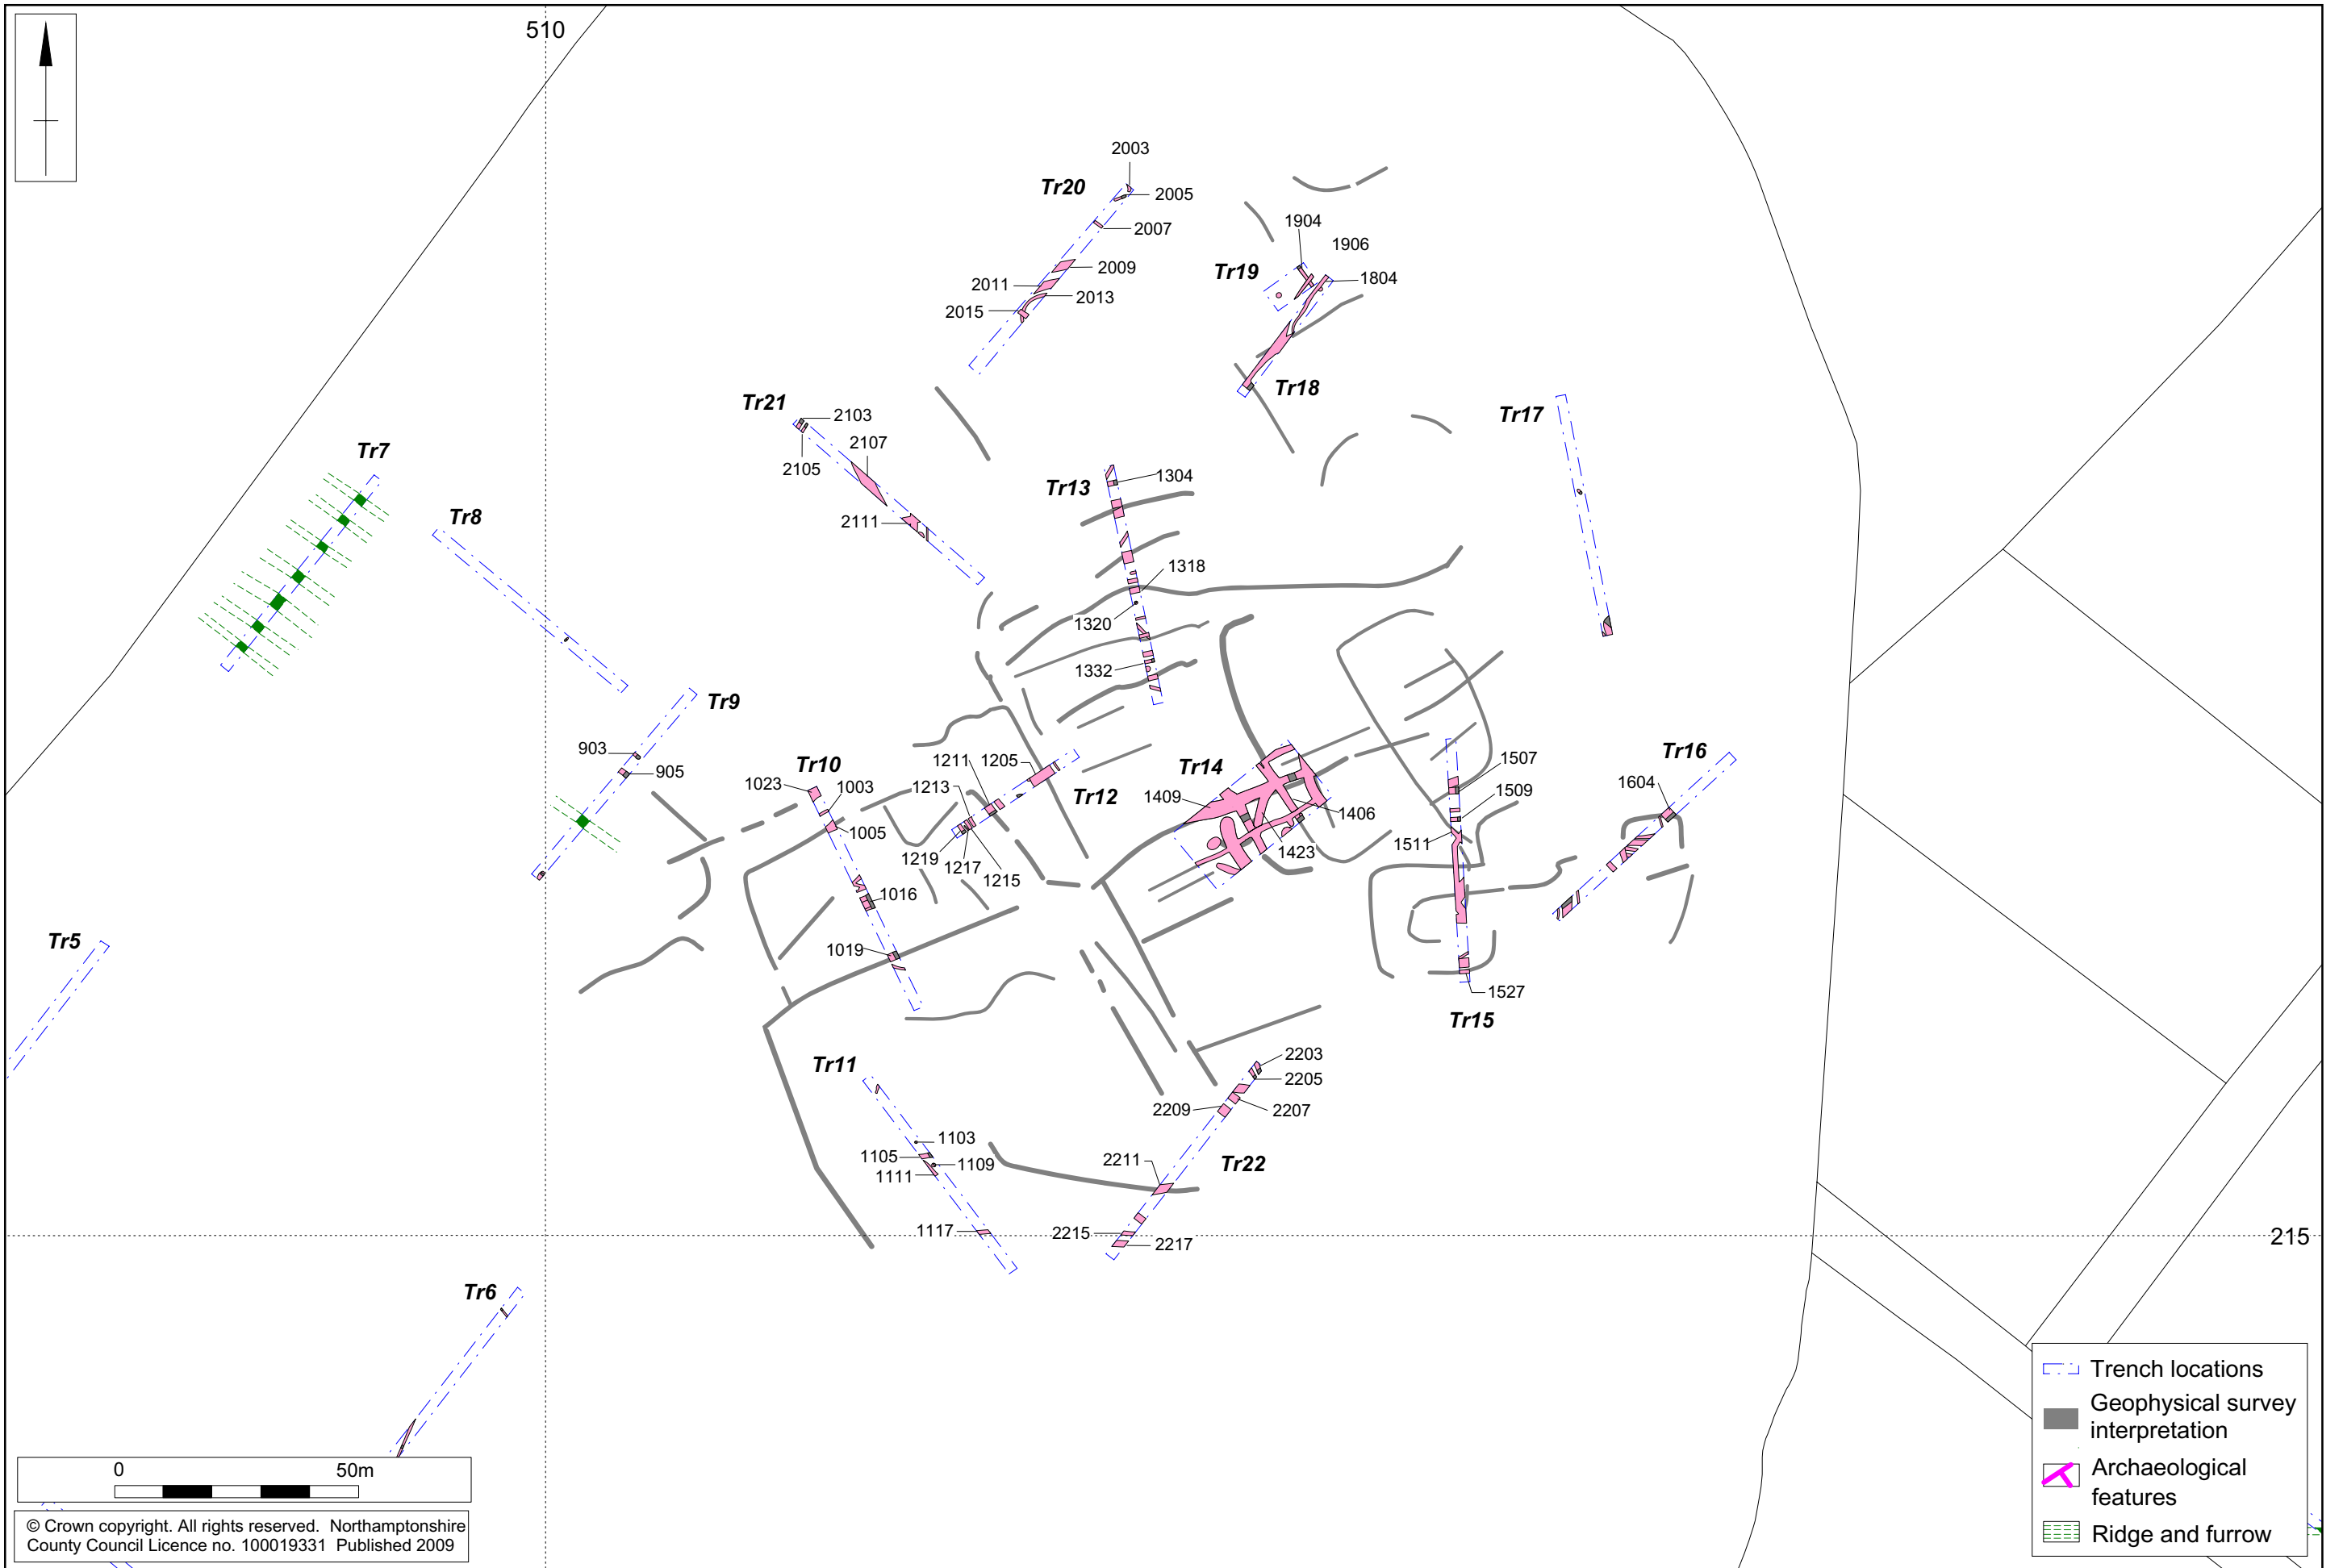 510
2003
Tr20
2005
2007
1904
1906
Tr19
2009
1804
2011
2013
2015
Tr18
Tr21
2103
Tr17
2107
Tr7
2105
1304
Tr13
Tr8
2111
1318
1320
1332
Tr9
903
905
1211
1205
Tr14
1507
Tr16
Tr10
1023
1003
1213
1604
Tr12
1409
1406
1509
1005
1511
1219
1217
1215
1423
1016
Tr5
1019
1527
Tr15
Tr11
2203
2205
2209
2207
1103
1105
1109
1111
2211
Tr22
1117
2215
2217
215
Tr6
0 50m
© Crown copyright. All rights reserved. Northamptonshire
County Council Licence no. 100019331 Published 2009
Trench locations
Geophysical survey
interpretation
Archaeological
features
Ridge and furrow